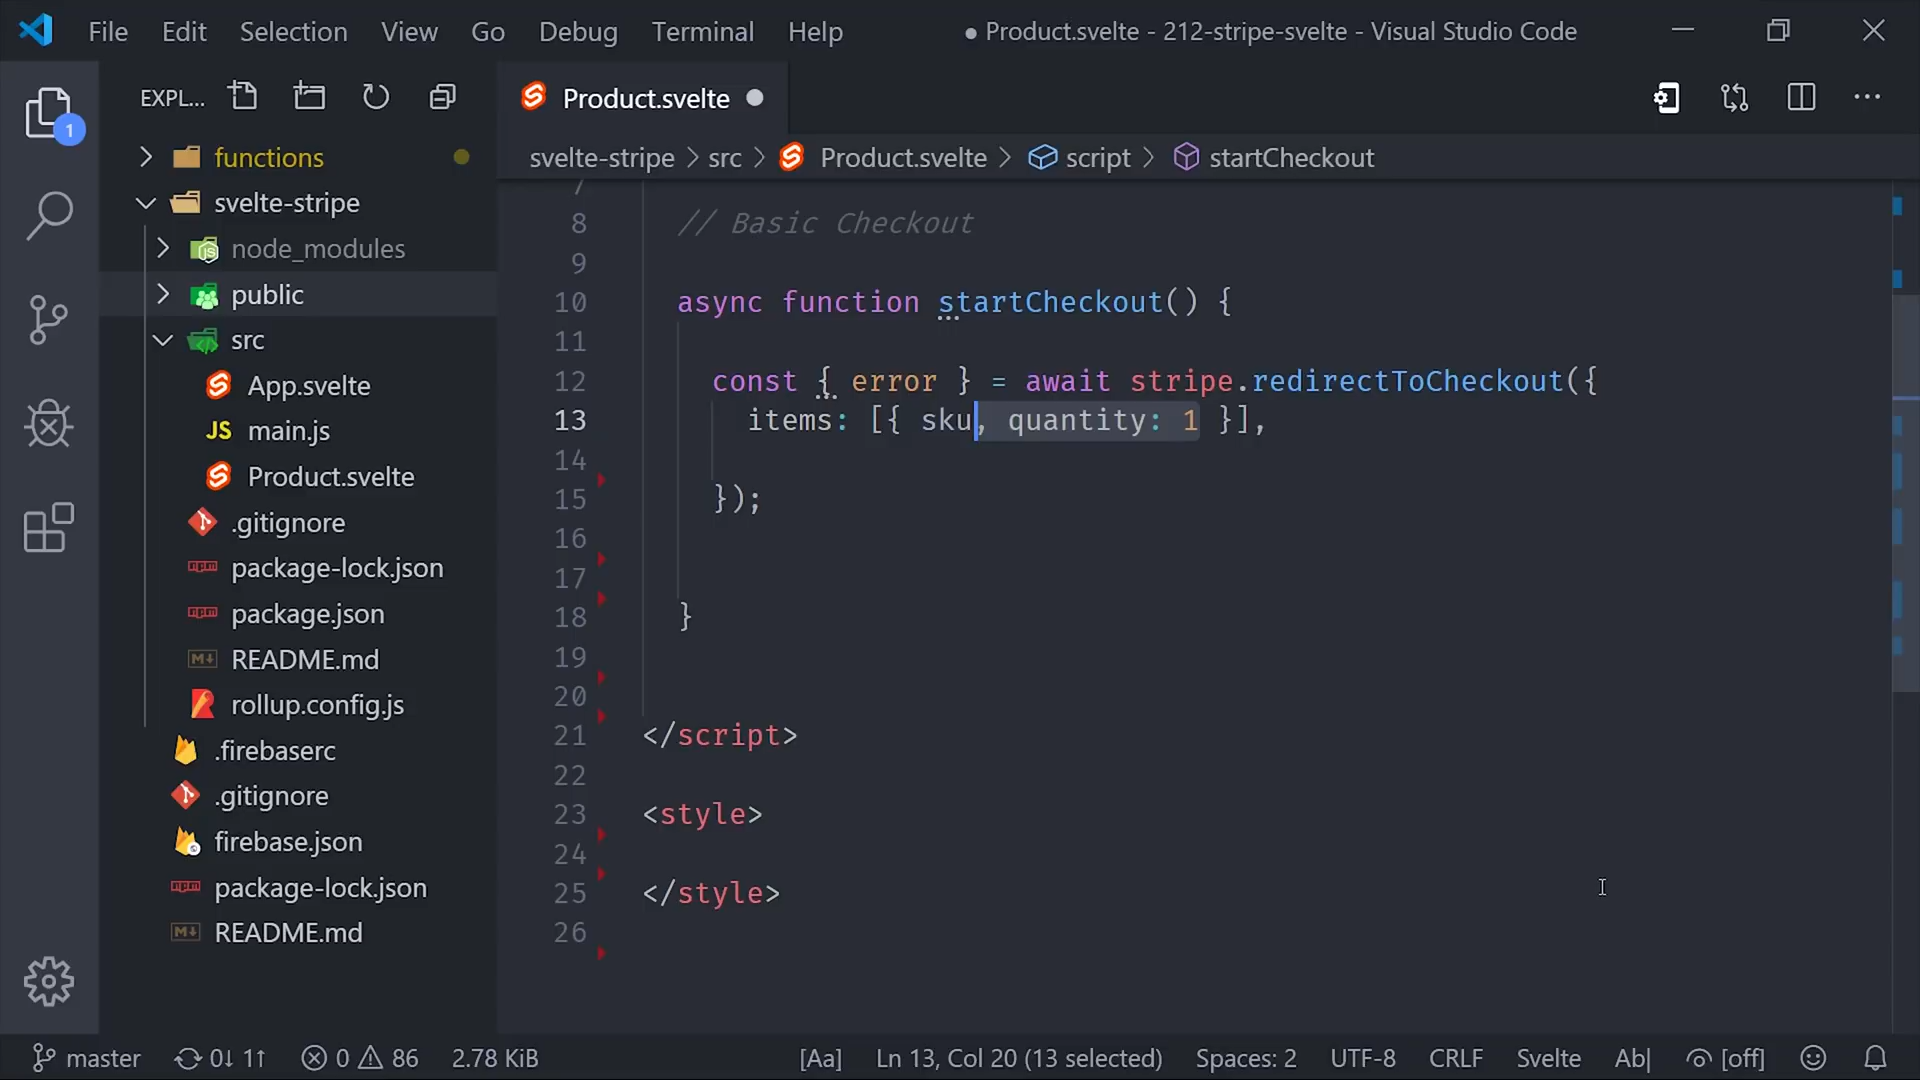 File Edit Selection View Go Debug Terminal Help
● Product.svelte - 212-stripe-svelte - Visual Studio Code
1
EXPL...
functions
svelte-stripe
node_modules
public
src
App.svelte
JS main.js
Product.svelte
.gitignore
package-lock.json
package.json
README.md
rollup.config.js
.firebaserc
.gitignore
firebase.json
package-lock.json
README.md
Product.svelte
svelte-stripe > src > Product.svelte > script > startCheckout
7
8 // Basic Checkout
9
10 async function startCheckout() {
11
12 const { error } = await stripe.redirectToCheckout({
13 items: [{ sku, quantity: 1 }],
14
15 });
16
17
18 }
19
20
21 </script>
22
23 <style>
24
25 </style>
26
master 0↓ 1↑ 0 86 2.78 KiB [Aa] Ln 13, Col 20 (13 selected) Spaces: 2 UTF-8 CRLF Svelte Ab| [off]